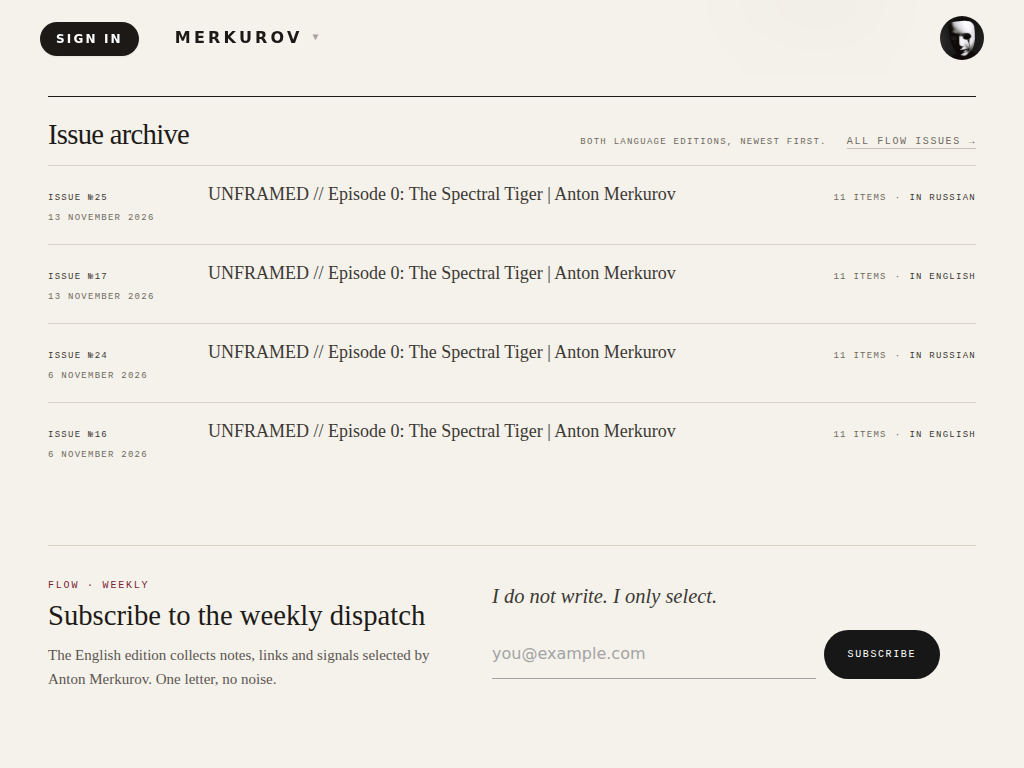 SIGN IN
MERKUROV ▼
Issue archive
BOTH LANGUAGE EDITIONS, NEWEST FIRST.
ALL FLOW ISSUES →
ISSUE №25
13 NOVEMBER 2026
UNFRAMED // Episode 0: The Spectral Tiger | Anton Merkurov
11 ITEMS · IN RUSSIAN
ISSUE №17
13 NOVEMBER 2026
UNFRAMED // Episode 0: The Spectral Tiger | Anton Merkurov
11 ITEMS · IN ENGLISH
ISSUE №24
6 NOVEMBER 2026
UNFRAMED // Episode 0: The Spectral Tiger | Anton Merkurov
11 ITEMS · IN RUSSIAN
ISSUE №16
6 NOVEMBER 2026
UNFRAMED // Episode 0: The Spectral Tiger | Anton Merkurov
11 ITEMS · IN ENGLISH
FLOW · WEEKLY
Subscribe to the weekly dispatch
The English edition collects notes, links and signals selected by
Anton Merkurov. One letter, no noise.
I do not write. I only select.
you@example.com
SUBSCRIBE